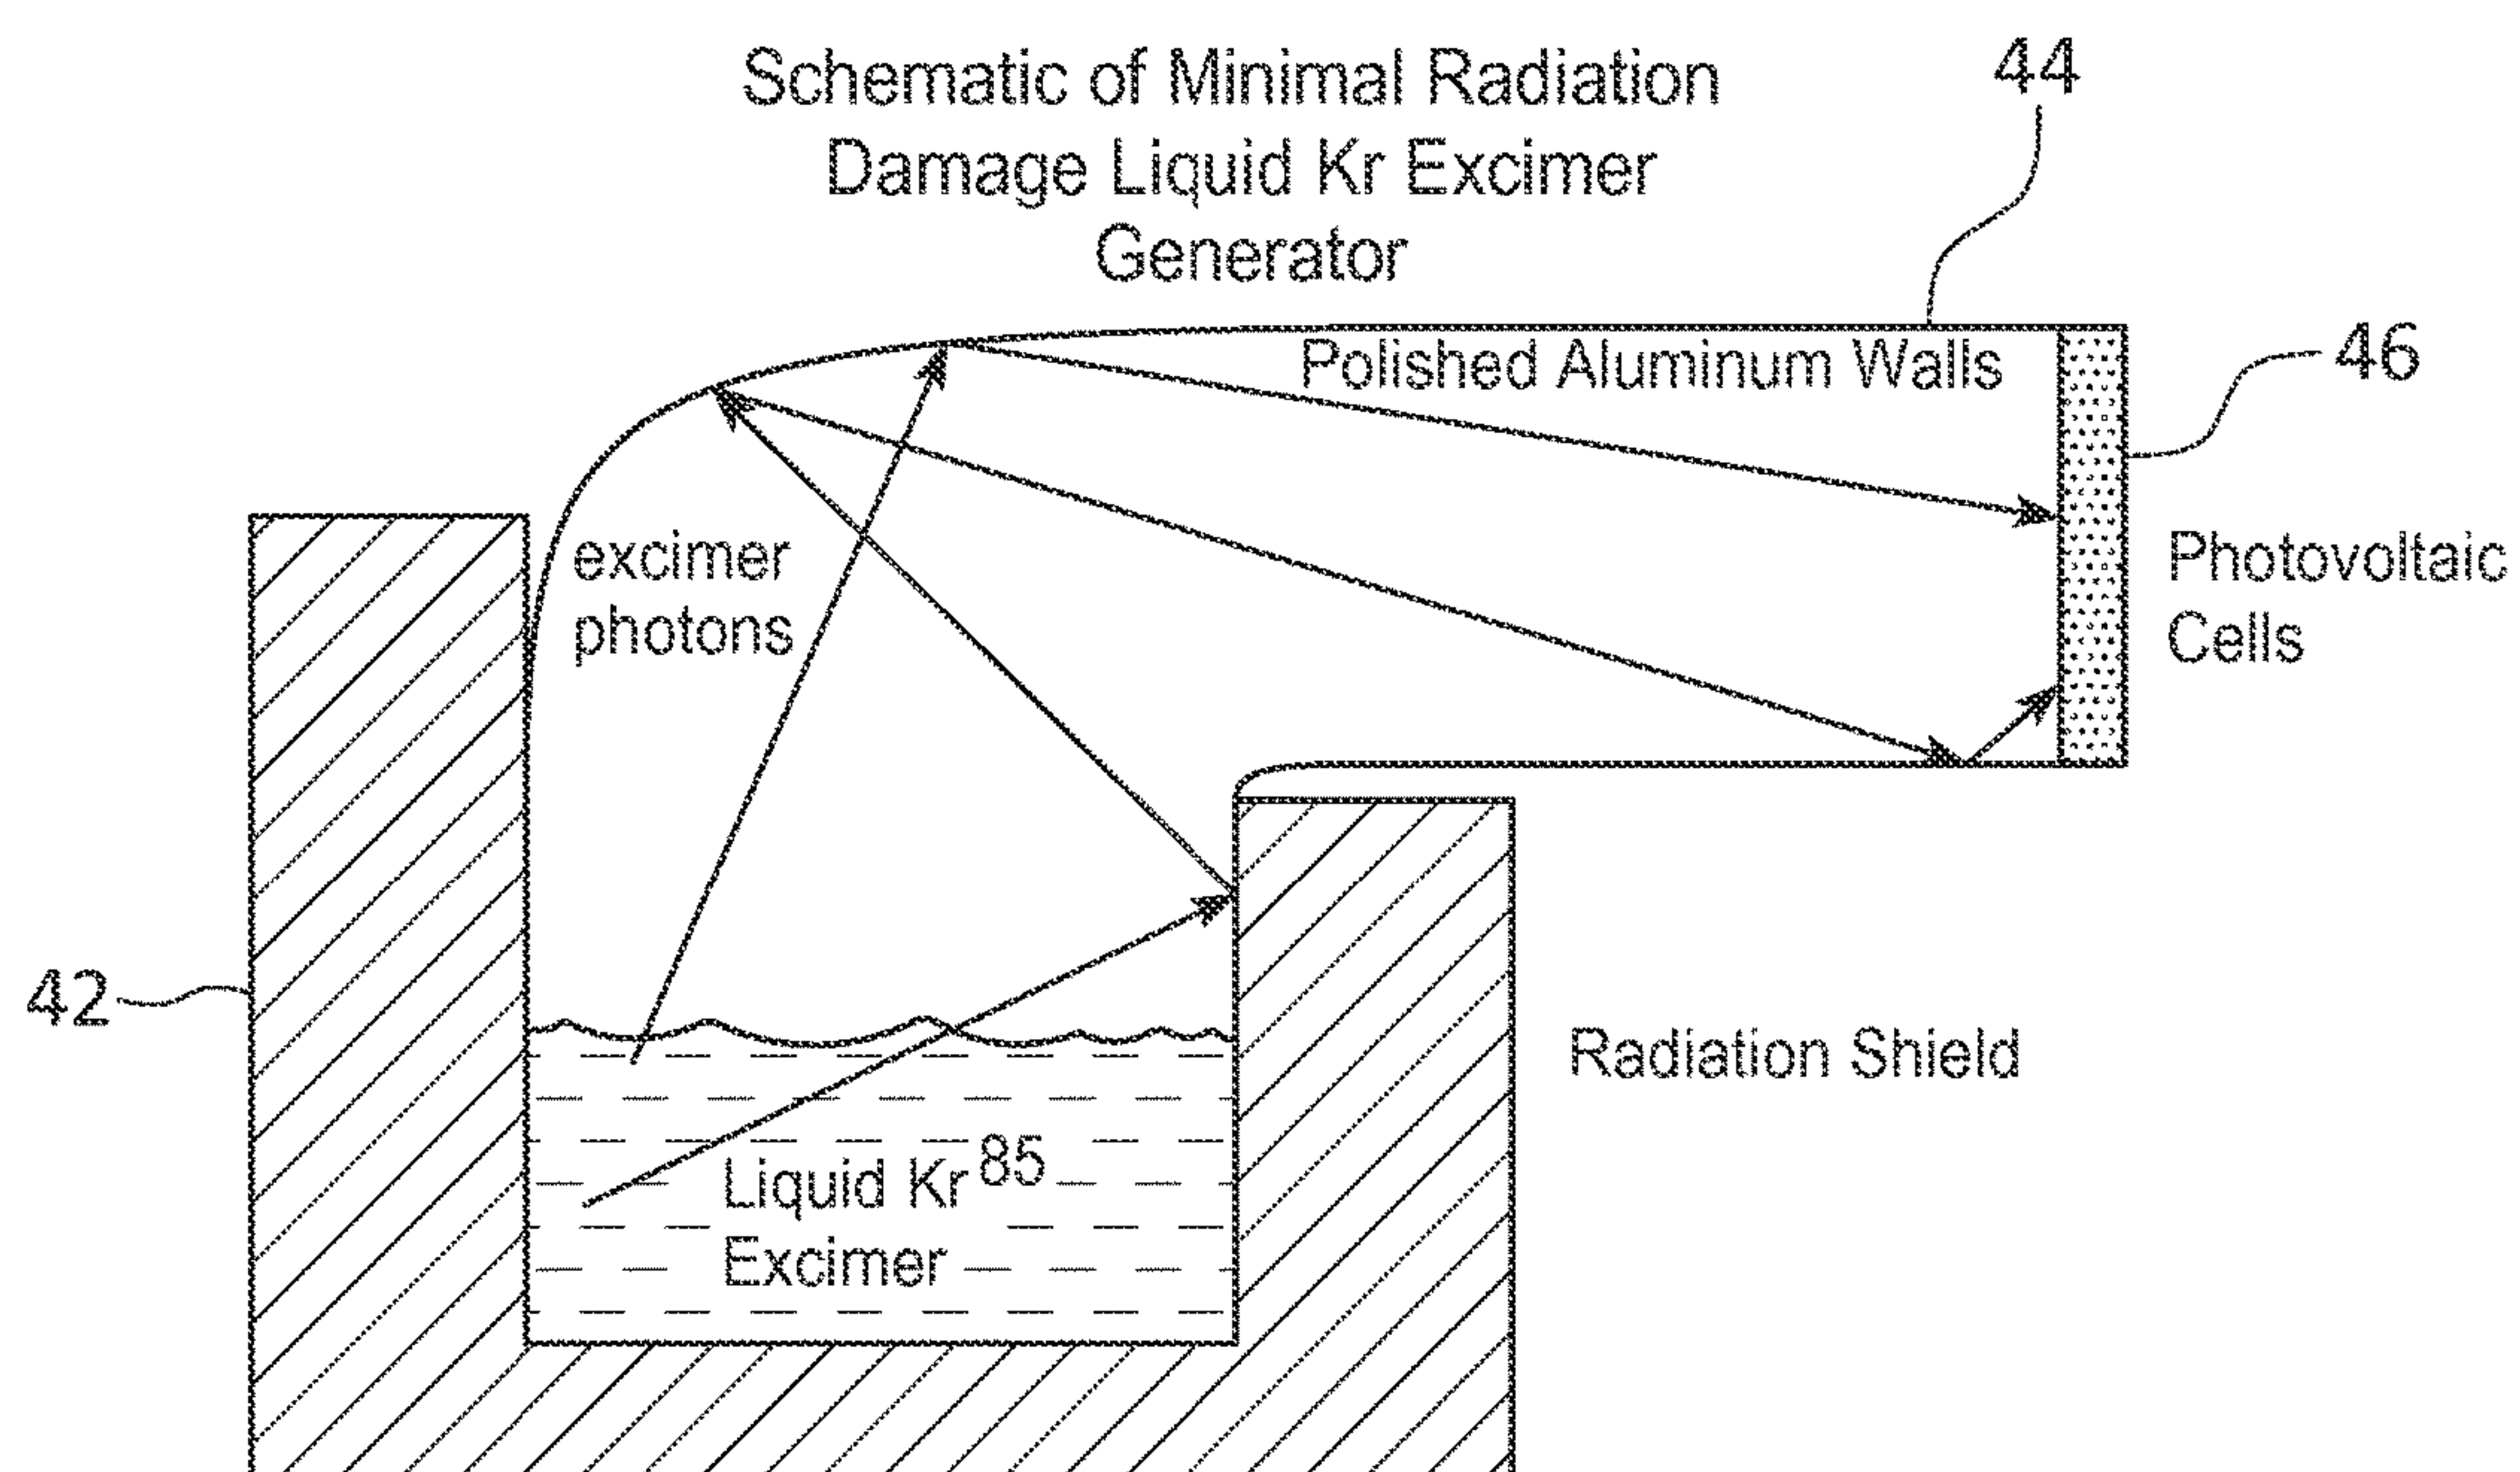 Schematic of Minimal Radiation
Damage Liquid Kr Excimer
Generator
44
Polished Aluminum Walls
46
excimer
photons
Photovoltaic
Cells
42
Radiation Shield
Liquid Kr 85
Excimer